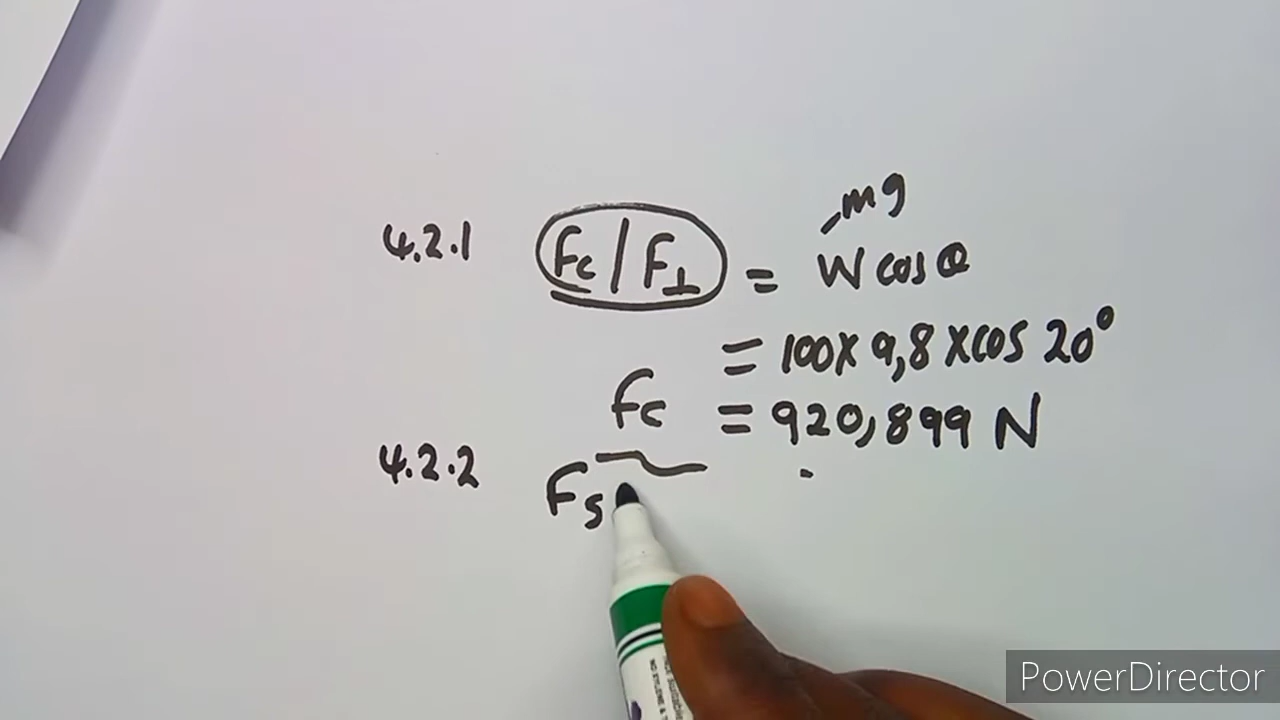 mg
4.2.1 Fc / F⊥ = W cos θ
= 100 x 9,8 x cos 20°
Fc = 920,899 N
4.2.2 Fs
PowerDirector